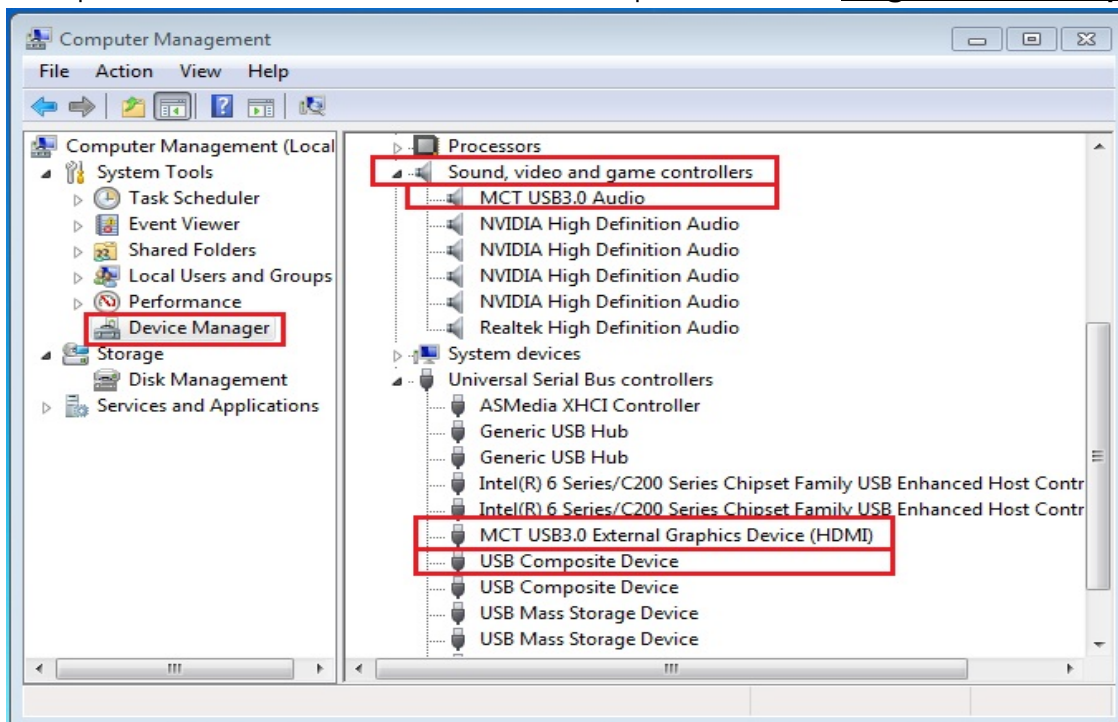 Computer Management
File Action View Help
Computer Management (Local
System Tools
Task Scheduler
Event Viewer
Shared Folders
Local Users and Groups
Performance
Device Manager
Storage
Disk Management
Services and Applications
Processors
Sound, video and game controllers
MCT USB3.0 Audio
NVIDIA High Definition Audio
NVIDIA High Definition Audio
NVIDIA High Definition Audio
NVIDIA High Definition Audio
Realtek High Definition Audio
System devices
Universal Serial Bus controllers
ASMedia XHCI Controller
Generic USB Hub
Generic USB Hub
Intel(R) 6 Series/C200 Series Chipset Family USB Enhanced Host Contr
Intel(R) 6 Series/C200 Series Chipset Family USB Enhanced Host Contr
MCT USB3.0 External Graphics Device (HDMI)
USB Composite Device
USB Composite Device
USB Mass Storage Device
USB Mass Storage Device